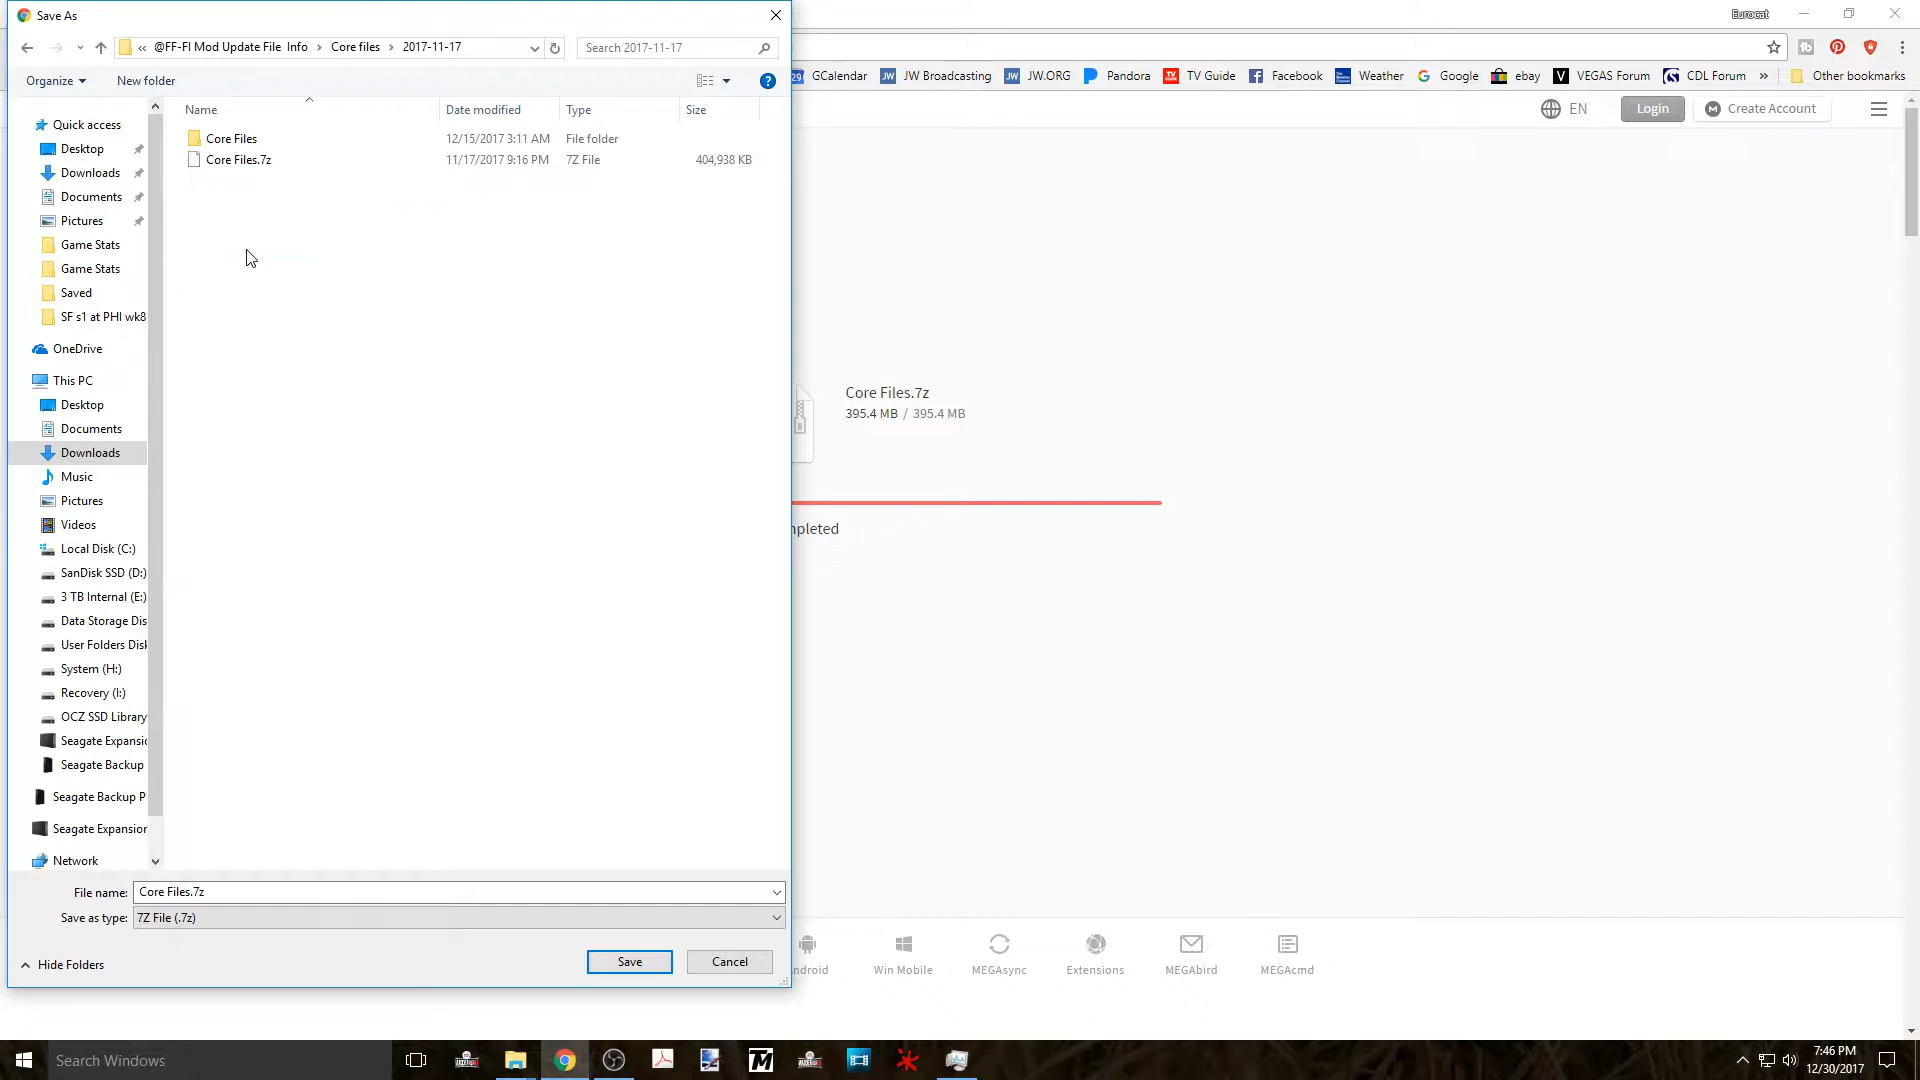 Save As
Eurocat
« @FF-FI Mod Update File Info > Core files > 2017-11-17
Search 2017-11-17
Organize
New folder
GCalendar
JW Broadcasting
JW.ORG
Pandora
TV Guide
Facebook
Weather
Google
ebay
VEGAS Forum
CDL Forum
»
Other bookmarks
EN
Login
Create Account
Name
Date modified
Type
Size
Core Files
12/15/2017 3:11 AM
File folder
Core Files.7z
11/17/2017 9:16 PM
7Z File
404,938 KB
Quick access
Desktop
Downloads
Documents
Pictures
Game Stats
Game Stats
Saved
SF s1 at PHI wk8
OneDrive
This PC
Desktop
Documents
Downloads
Music
Pictures
Videos
Local Disk (C:)
SanDisk SSD (D:)
3 TB Internal (E:)
Data Storage Dis
User Folders Disk
System (H:)
Recovery (I:)
OCZ SSD Library
Seagate Expansio
Seagate Backup
Seagate Backup P
Seagate Expansion
Network
Core Files.7z
395.4 MB / 395.4 MB
mpleted
File name:
Core Files.7z
Save as type:
7Z File (.7z)
Hide Folders
Save
Cancel
ndroid
Win Mobile
MEGAsync
Extensions
MEGAbird
MEGAcmd
Search Windows
7:46 PM
12/30/2017